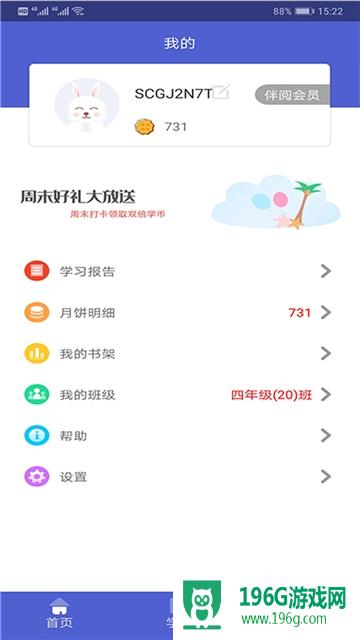 HD 4G 4G 88% 15:22
我的
SCGJ2N7T
伴阅会员
731
周末好礼大放送
周末打卡领取双倍学币
学习报告
月饼明细 731
我的书架
我的班级 四年级(20)班
帮助
设置
首页
学
196G游戏网
www.196g.com